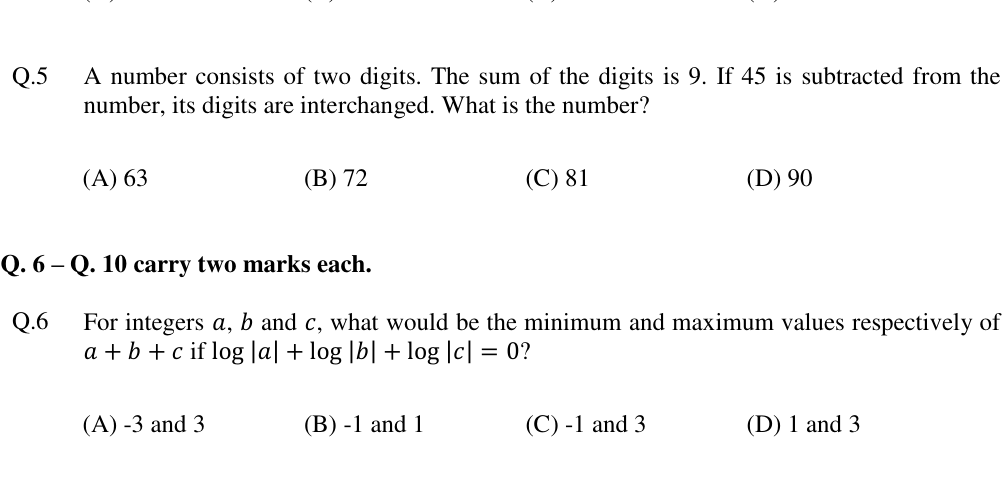 Q.5 A number consists of two digits. The sum of the digits is 9. If 45 is subtracted from the
number, its digits are interchanged. What is the number?
(A) 63 (B) 72 (C) 81 (D) 90
Q. 6 – Q. 10 carry two marks each.
Q.6 For integers a, b and c, what would be the minimum and maximum values respectively of
a + b + c if log |a| + log |b| + log |c| = 0?
(A) -3 and 3 (B) -1 and 1 (C) -1 and 3 (D) 1 and 3